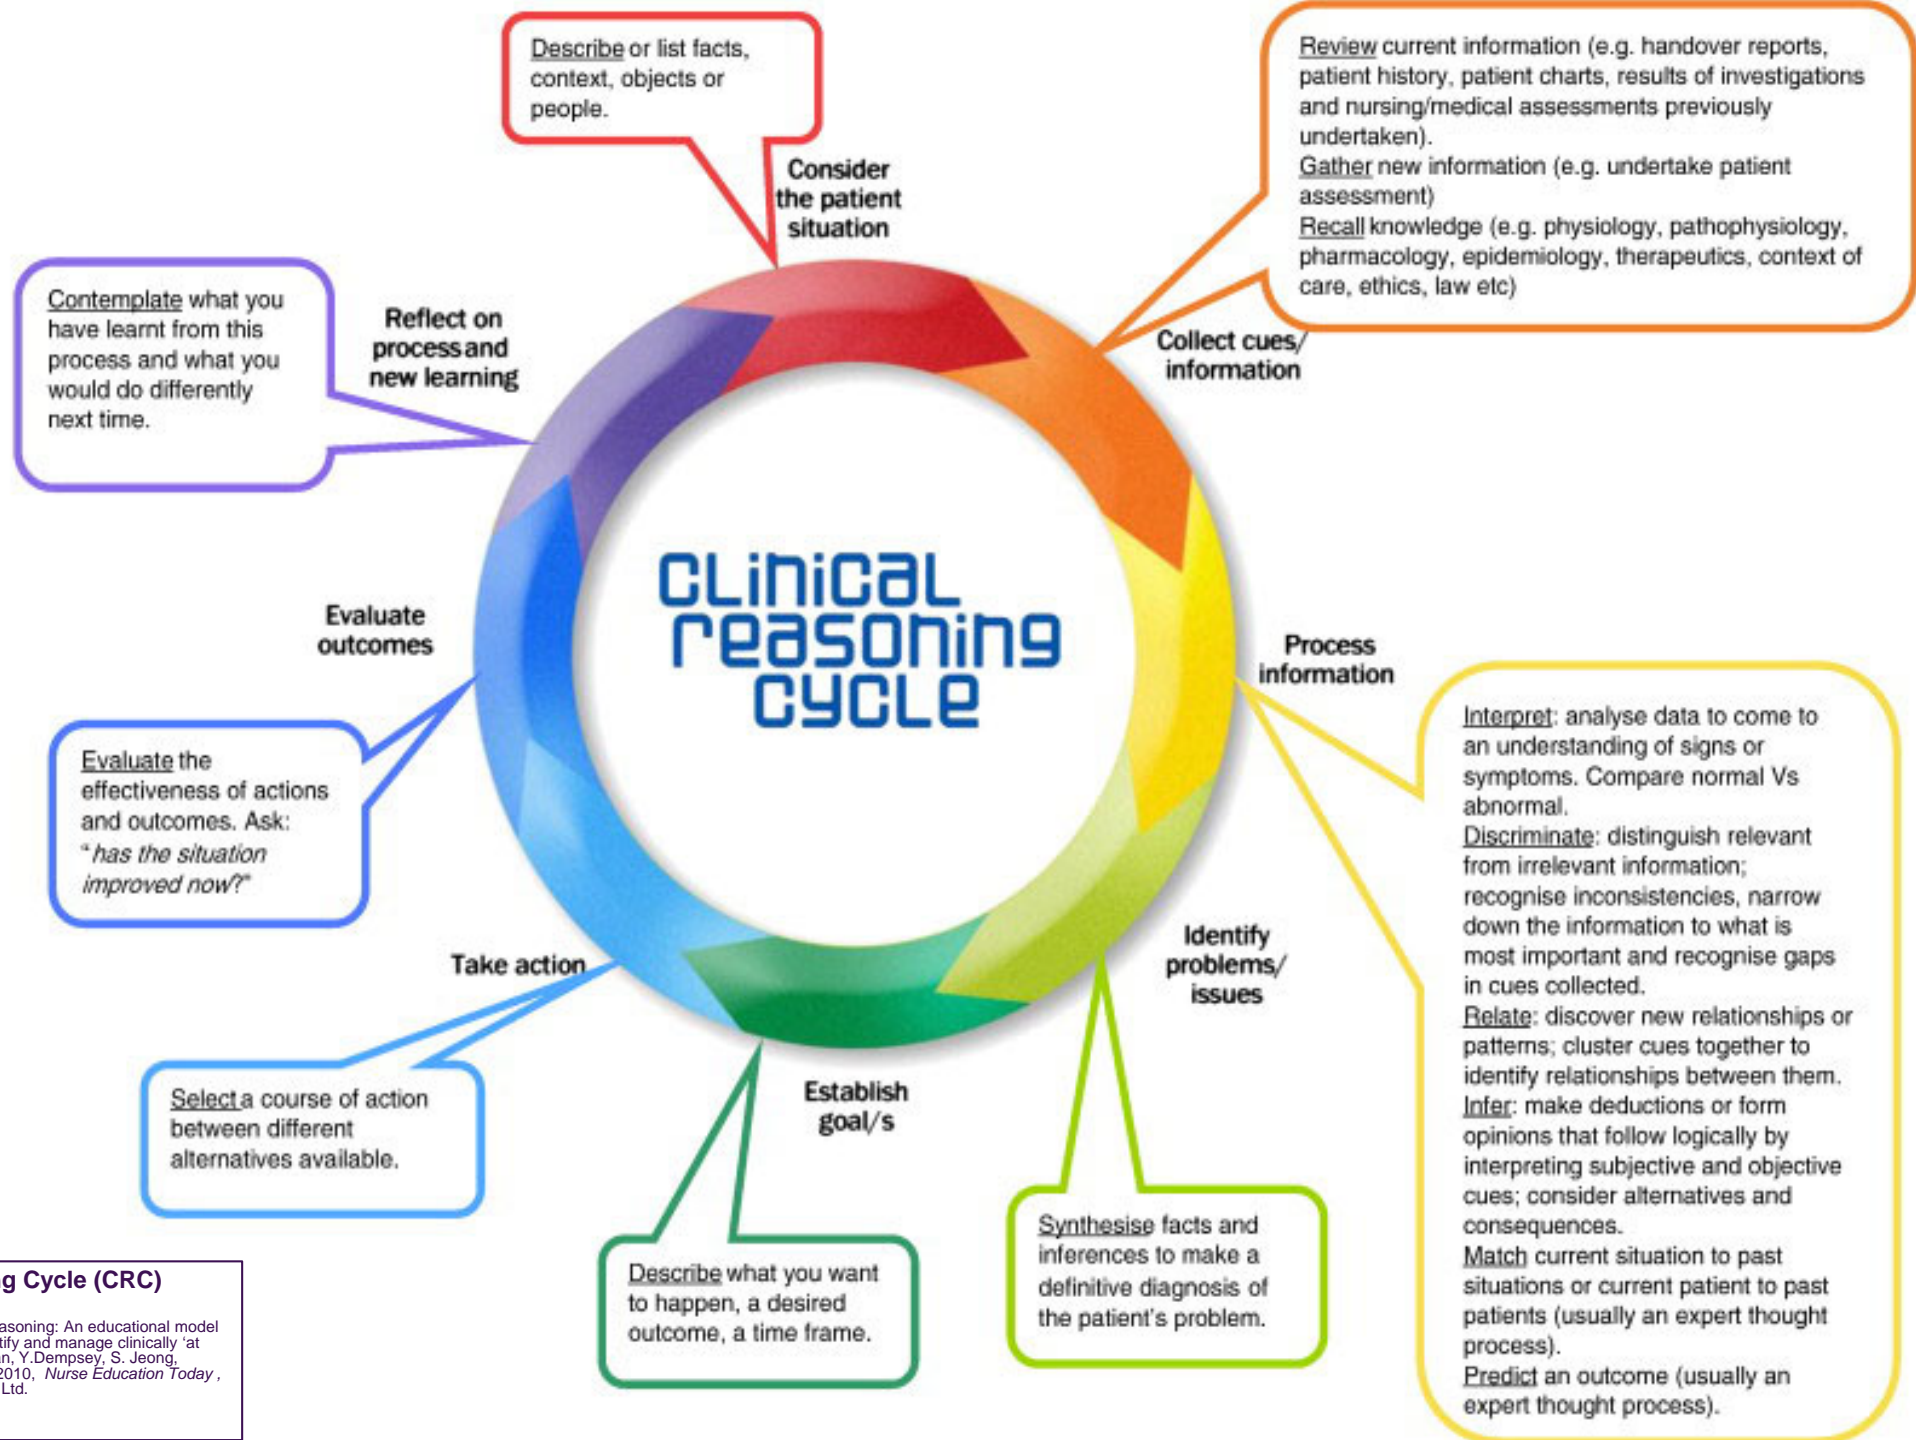 Describe or list facts,
context, objects or
people.
Consider
the patient
situation
Review current information (e.g. handover reports,
patient history, patient charts, results of investigations
and nursing/medical assessments previously
undertaken).
Gather new information (e.g. undertake patient
assessment)
Recall knowledge (e.g. physiology, pathophysiology,
pharmacology, epidemiology, therapeutics, context of
care, ethics, law etc)
Collect cues/
information
Process
information
Interpret: analyse data to come to
an understanding of signs or
symptoms. Compare normal Vs
abnormal.
Discriminate: distinguish relevant
from irrelevant information;
recognise inconsistencies, narrow
down the information to what is
most important and recognise gaps
in cues collected.
Relate: discover new relationships or
patterns; cluster cues together to
identify relationships between them.
Infer: make deductions or form
opinions that follow logically by
interpreting subjective and objective
cues; consider alternatives and
consequences.
Match current situation to past
situations or current patient to past
patients (usually an expert thought
process).
Predict an outcome (usually an
expert thought process).
Identify
problems/
issues
Synthesise facts and
inferences to make a
definitive diagnosis of
the patient's problem.
Establish
goal/s
Describe what you want
to happen, a desired
outcome, a time frame.
Take action
Select a course of action
between different
alternatives available.
Evaluate
outcomes
Evaluate the
effectiveness of actions
and outcomes. Ask:
"has the situation
improved now?"
Reflect on
process and
new learning
Contemplate what you
have learnt from this
process and what you
would do differently
next time.
CLinicaL
reasoning
cycLe
Cycle (CRC)
An educational model
and manage clinically ‘at
Y.Dempsey, S. Jeong,
2010, Nurse Education Today ,
Ltd.